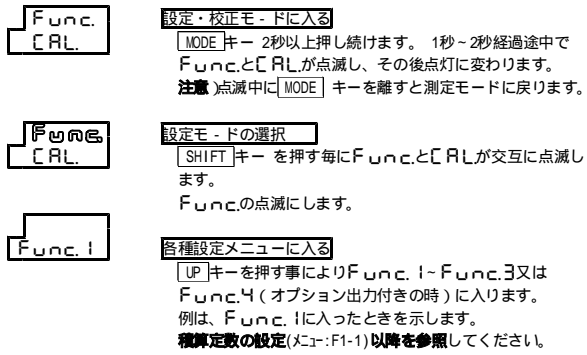 Func.
CAL.
設定・校正モ-ドに入る
MODE キー 2秒以上押し続けます。 1秒~2秒経過途中で
Func.とCAL.が点滅し、その後点灯に変わります。
注意)点滅中に MODE キーを離すと測定モードに戻ります。
Func.
CAL.
設定モ-ドの選択
SHIFT キー を押す毎にFunc.とCAL.が交互に点滅し
ます。
Func.の点滅にします。
Func.1
各種設定メニューに入る
UP キーを押す事によりFunc.1~Func.3又は
Func.4(オプション出力付きの時)に入ります。
例は、Func.1に入ったときを示します。
積算定数の設定(メニュー:F1-1)以降を参照してください。